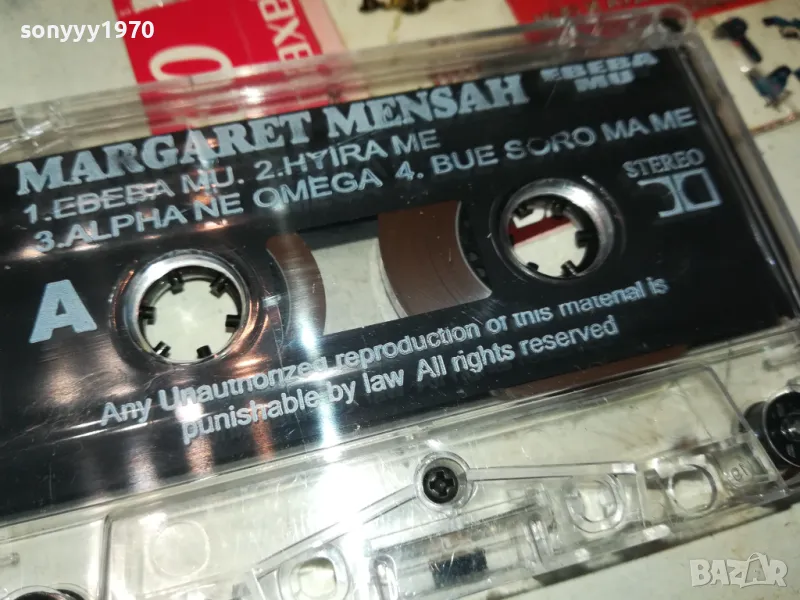 sonyyy1970
MARGARET MENSAH
EBEBA
MU
1.EBEBA MU. 2.HYIRA ME
3.ALPHA NE OMEGA 4. BUE SORO MA ME
STEREO
A
Any Unauthorized reproduction of this material is
punishable by law All rights reserved
BAZAR